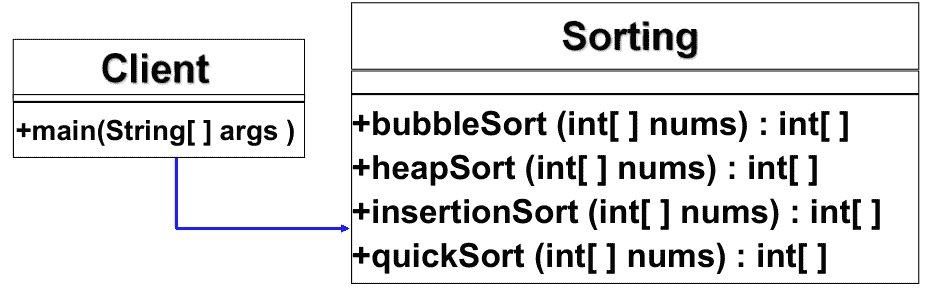 Client
+main(String[ ] args )
Sorting
+bubbleSort (int[ ] nums) : int[ ]
+heapSort (int[ ] nums) : int[ ]
+insertionSort (int[ ] nums) : int[ ]
+quickSort (int[ ] nums) : int[ ]